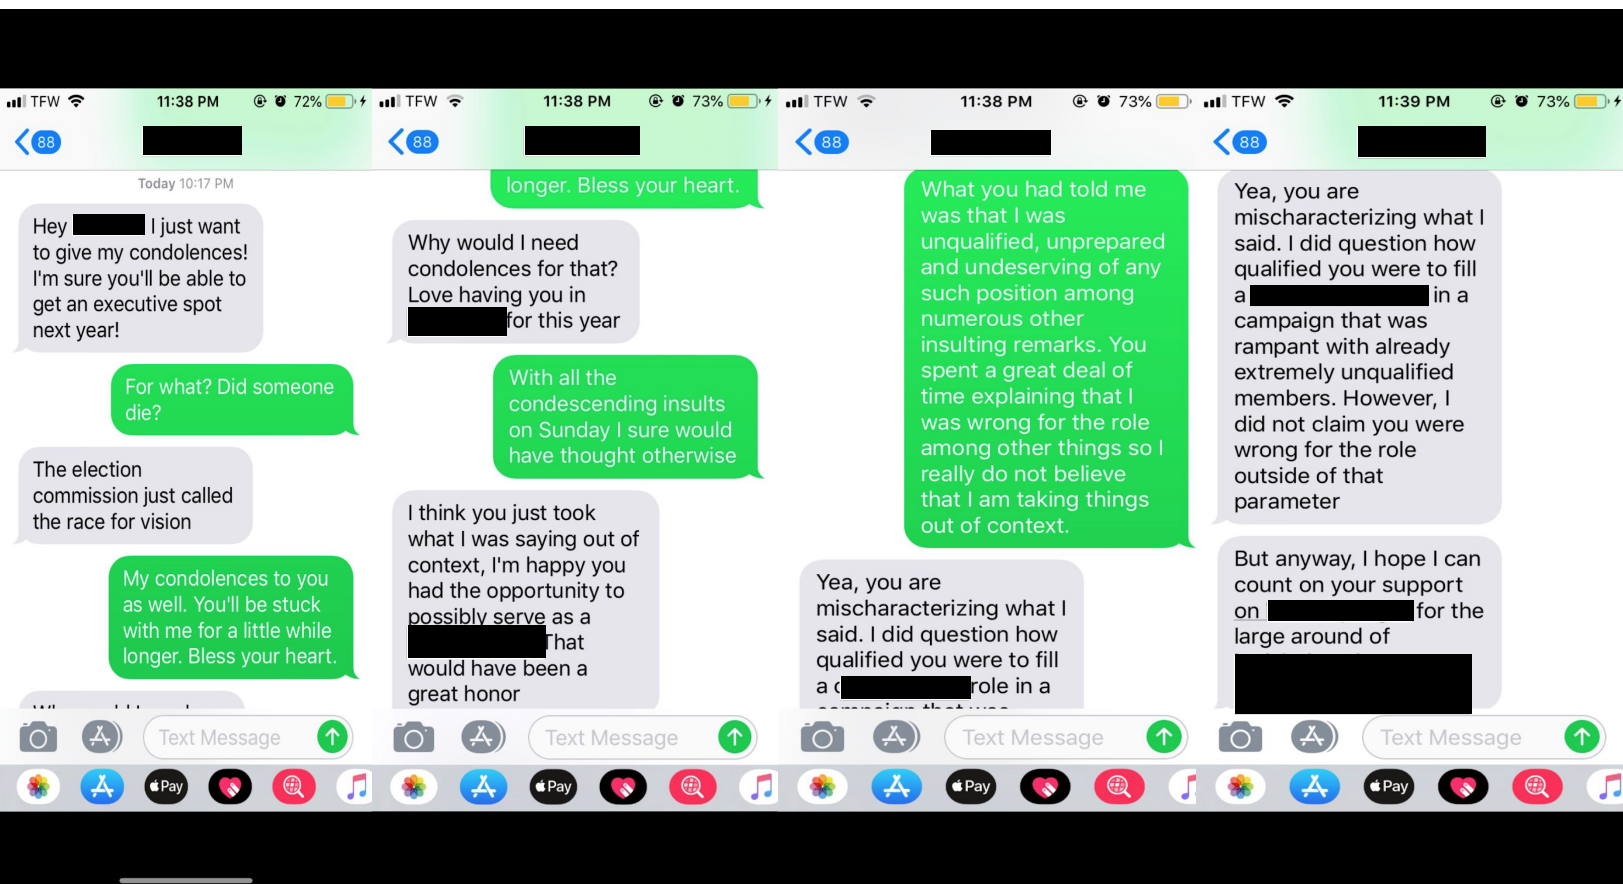 TFW 11:38 PM 72%
88
Today 10:17 PM
Hey I just want
to give my condolences!
I'm sure you'll be able to
get an executive spot
next year!
For what? Did someone
die?
The election
commission just called
the race for vision
My condolences to you
as well. You'll be stuck
with me for a little while
longer. Bless your heart.
Text Message
Pay
TFW 11:38 PM 73%
88
longer. Bless your heart.
Why would I need
condolences for that?
Love having you in
for this year
With all the
condescending insults
on Sunday I sure would
have thought otherwise
I think you just took
what I was saying out of
context, I'm happy you
had the opportunity to
possibly serve as a
That
would have been a
great honor
Text Message
Pay
TFW 11:38 PM 73%
88
What you had told me
was that I was
unqualified, unprepared
and undeserving of any
such position among
numerous other
insulting remarks. You
spent a great deal of
time explaining that I
was wrong for the role
among other things so I
really do not believe
that I am taking things
out of context.
Yea, you are
mischaracterizing what I
said. I did question how
qualified you were to fill
a role in a
Text Message
Pay
TFW 11:39 PM 73%
88
Yea, you are
mischaracterizing what I
said. I did question how
qualified you were to fill
a in a
campaign that was
rampant with already
extremely unqualified
members. However, I
did not claim you were
wrong for the role
outside of that
parameter
But anyway, I hope I can
count on your support
on for the
large around of
Text Message
Pay